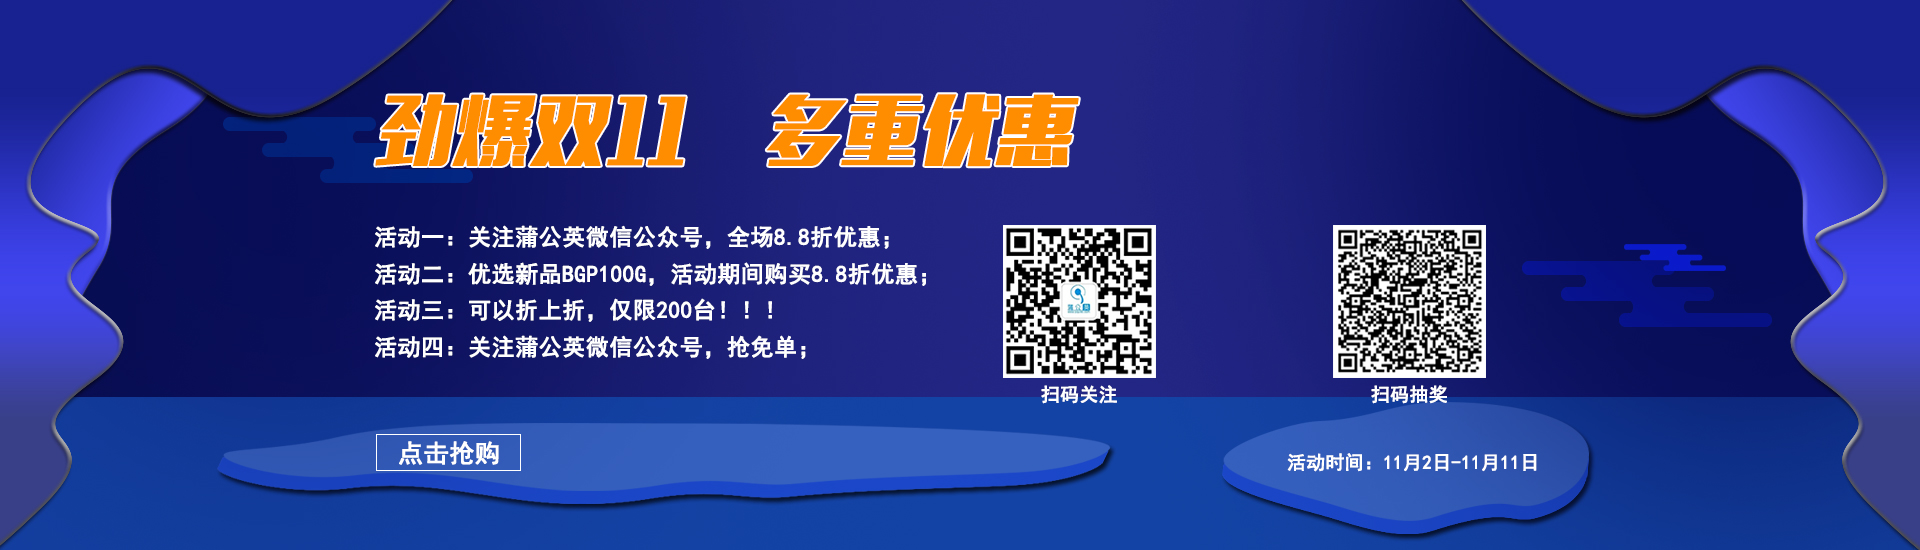 劲爆双11 多重优惠
活动一：关注蒲公英微信公众号，全场8.8折优惠；
活动二：优选新品BGP100G，活动期间购买8.8折优惠；
活动三：可以折上折，仅限200台！！！
活动四：关注蒲公英微信公众号，抢免单；
扫码关注
扫码抽奖
点击抢购
活动时间：11月2日-11月11日